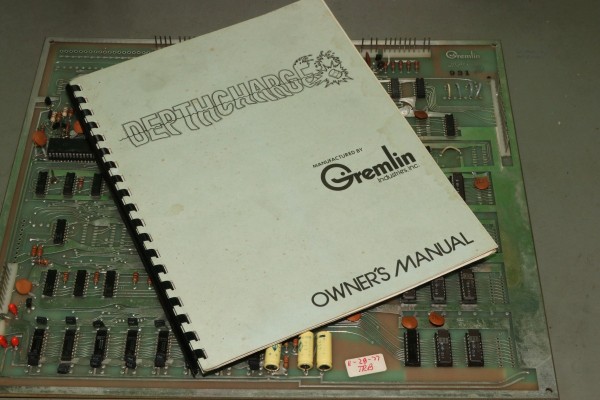 DEPTHCHARGE
MANUFACTURED BY
Gremlin
Industries, Inc.
OWNER'S MANUAL
Gremlin